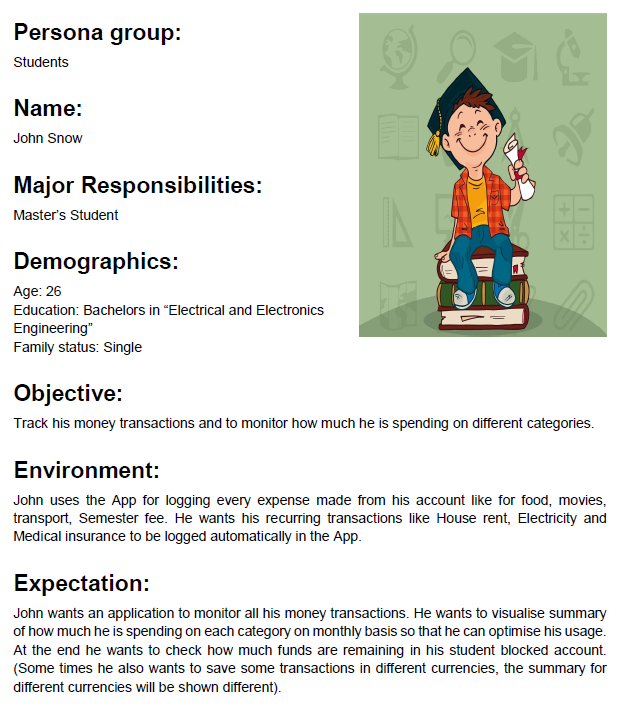 Persona group:
Students
Name:
John Snow
Major Responsibilities:
Master's Student
Demographics:
Age: 26
Education: Bachelors in “Electrical and Electronics
Engineering”
Family status: Single
Objective:
Track his money transactions and to monitor how much he is spending on different categories.
Environment:
John uses the App for logging every expense made from his account like for food, movies,
transport, Semester fee. He wants his recurring transactions like House rent, Electricity and
Medical insurance to be logged automatically in the App.
Expectation:
John wants an application to monitor all his money transactions. He wants to visualise summary
of how much he is spending on each category on monthly basis so that he can optimise his usage.
At the end he wants to check how much funds are remaining in his student blocked account.
(Some times he also wants to save some transactions in different currencies, the summary for
different currencies will be shown different).